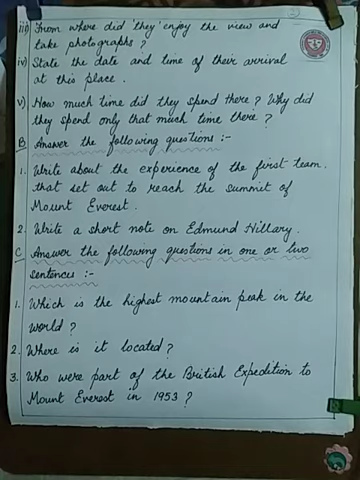 iii) From where did 'they' enjoy the view and
take photographs?
iv) State the date and time of their arrival
at this place.
v) How much time did they spend there? Why did
they spend only that much time there?
B Answer the following questions :-
1. Write about the experience of the first team
that set out to reach the summit of
Mount Everest.
2. Write a short note on Edmund Hillary.
C Answer the following questions in one or two
sentences :-
1. Which is the highest mountain peak in the
world?
2. Where is it located?
3. Who were part of the British Expedition to
Mount Everest in 1953?